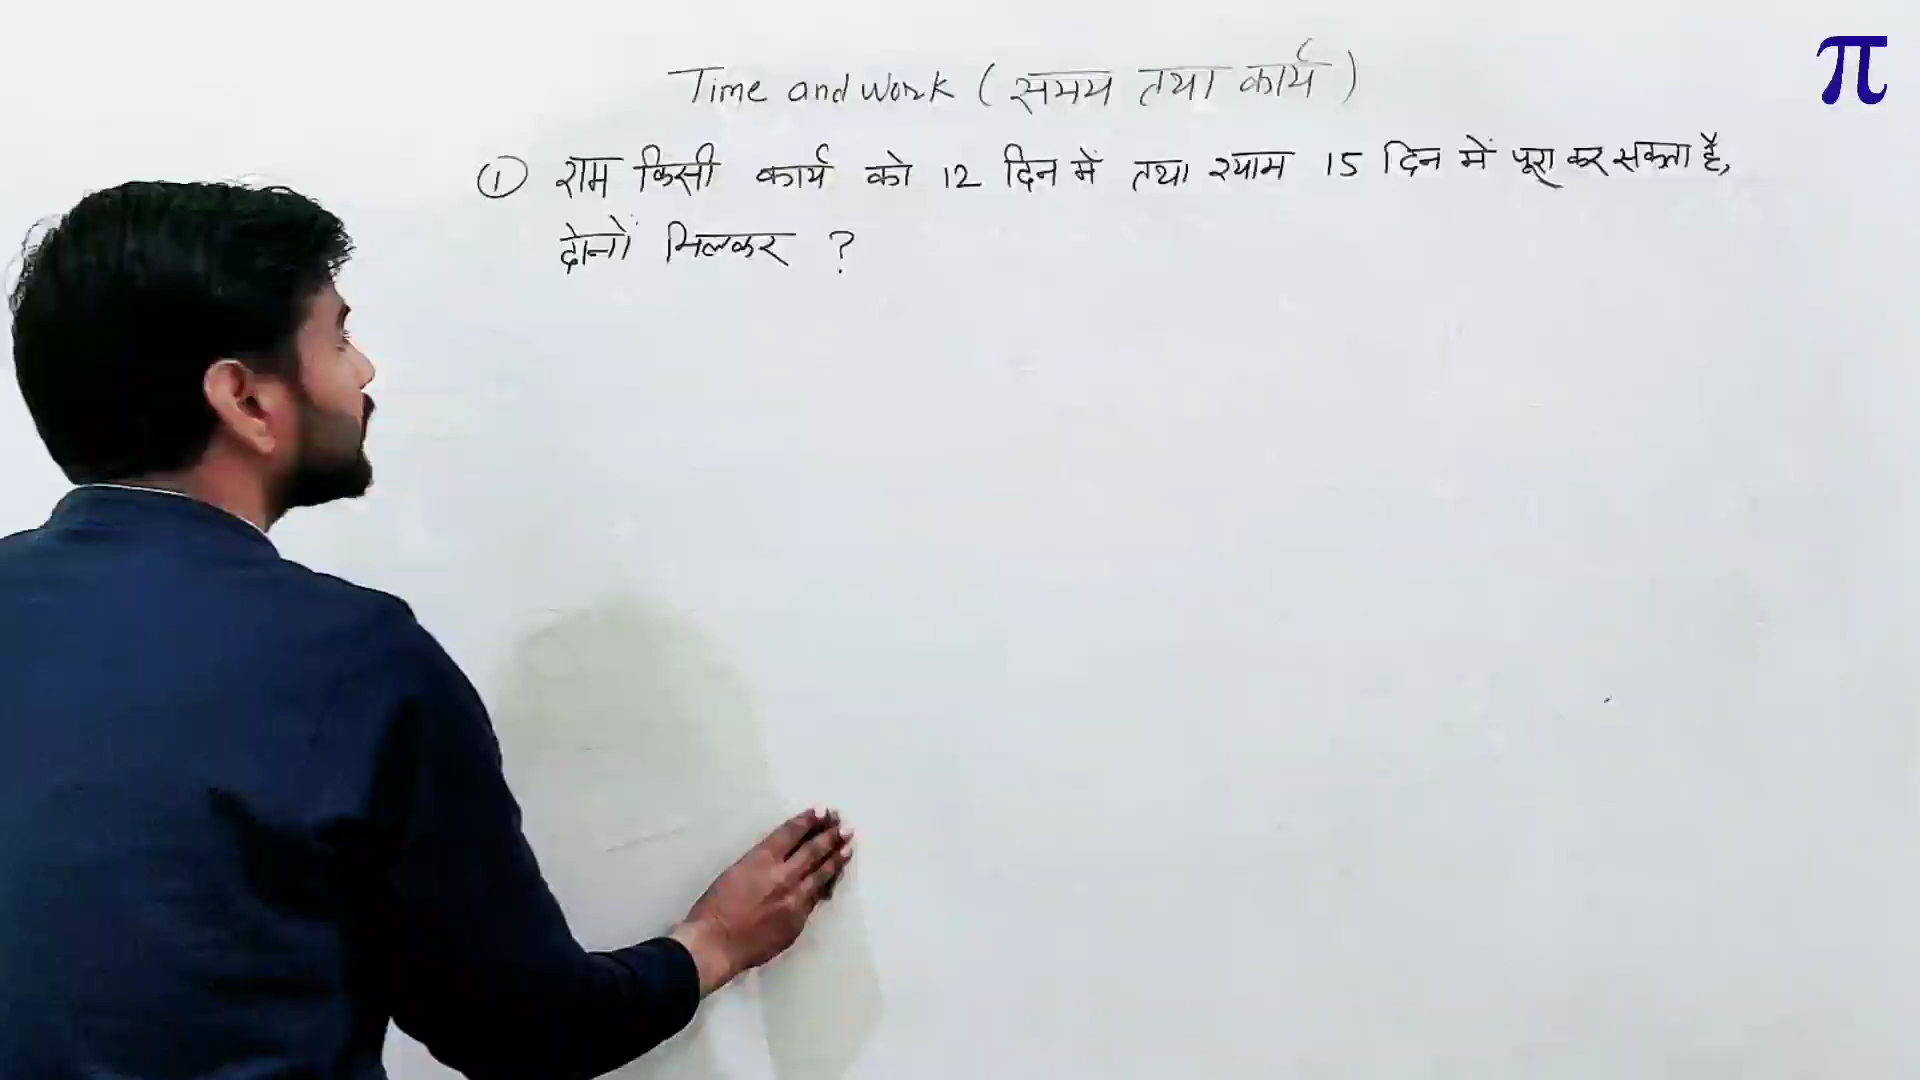 π
Time and Work (समय तथा कार्य)
① राम किसी कार्य को 12 दिन में तथा श्याम 15 दिन में पूरा कर सकता है,
दोनों मिलकर ?